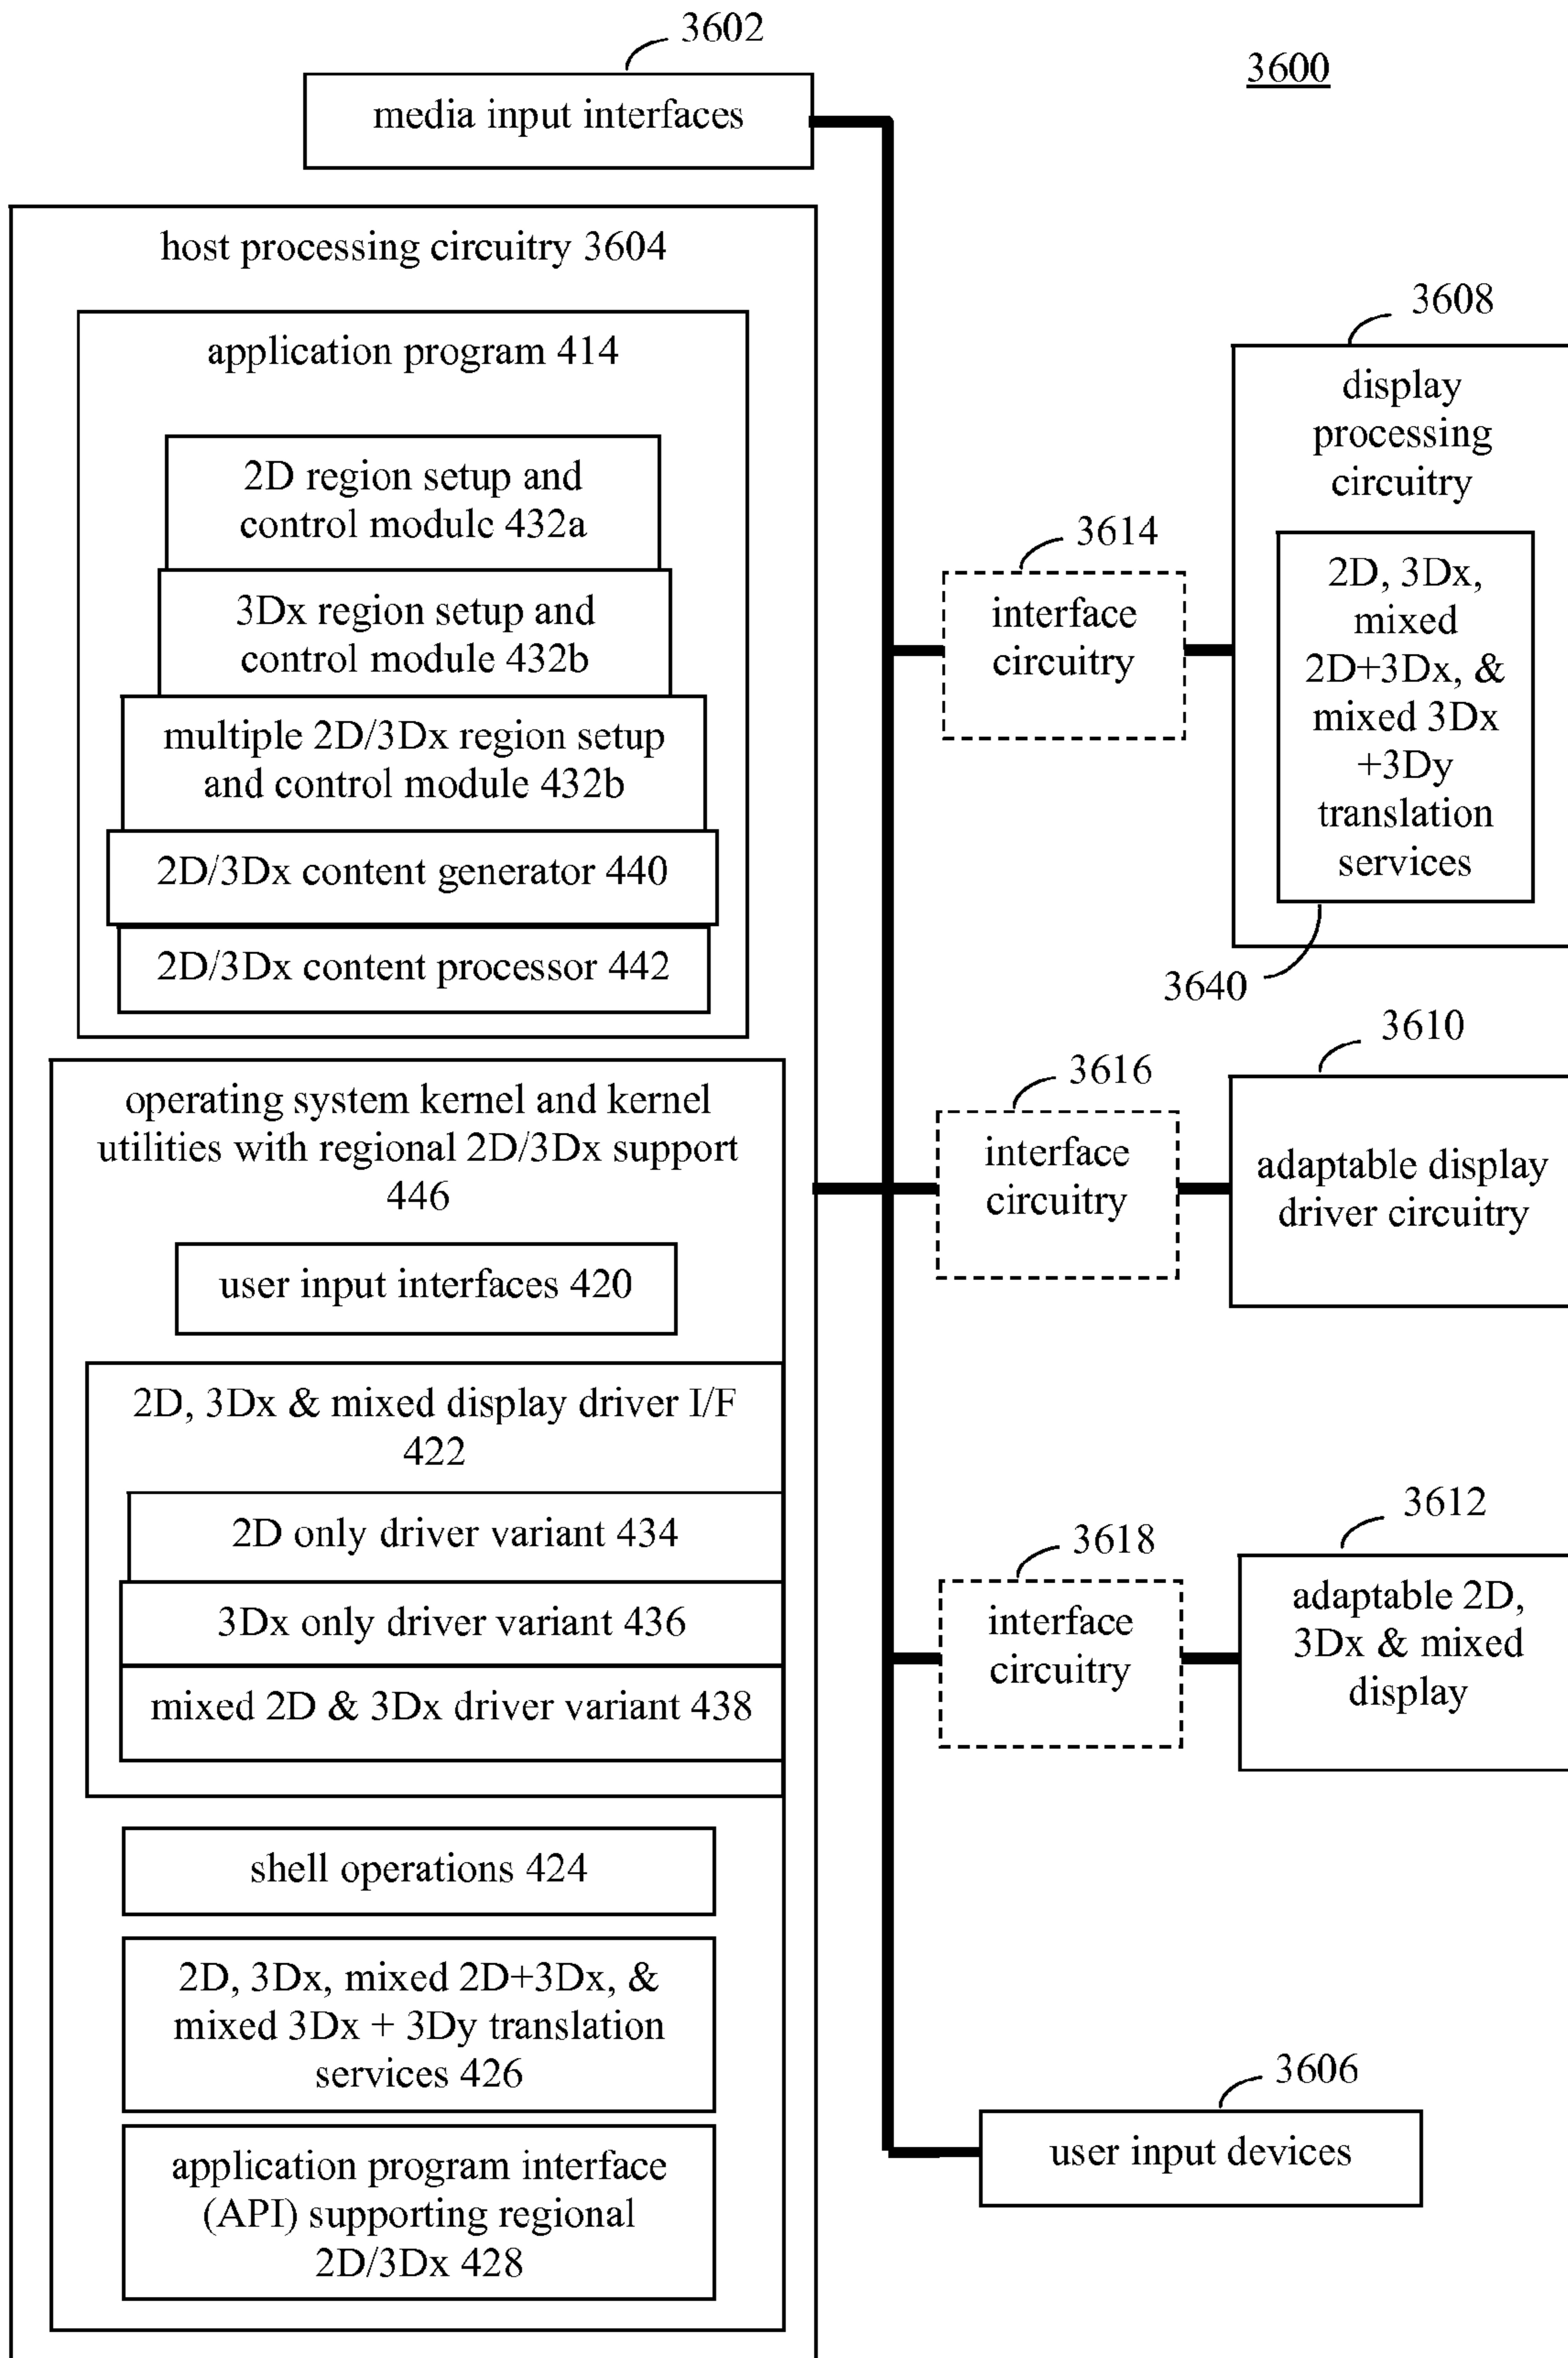 3602
3600
media input interfaces
host processing circuitry 3604
application program 414
2D region setup and
control modulc 432a
3Dx region setup and
control module 432b
multiple 2D/3Dx region setup
and control module 432b
2D/3Dx content generator 440
2D/3Dx content processor 442
operating system kernel and kernel
utilities with regional 2D/3Dx support
446
user input interfaces 420
2D, 3Dx & mixed display driver I/F
422
2D only driver variant 434
3Dx only driver variant 436
mixed 2D & 3Dx driver variant 438
shell operations 424
2D, 3Dx, mixed 2D+3Dx, &
mixed 3Dx + 3Dy translation
services 426
application program interface
(API) supporting regional
2D/3Dx 428
3614
interface
circuitry
3608
display
processing
circuitry
2D, 3Dx,
mixed
2D+3Dx, &
mixed 3Dx
+3Dy
translation
services
3640
3616
interface
circuitry
3610
adaptable display
driver circuitry
3618
interface
circuitry
3612
adaptable 2D,
3Dx & mixed
display
3606
user input devices